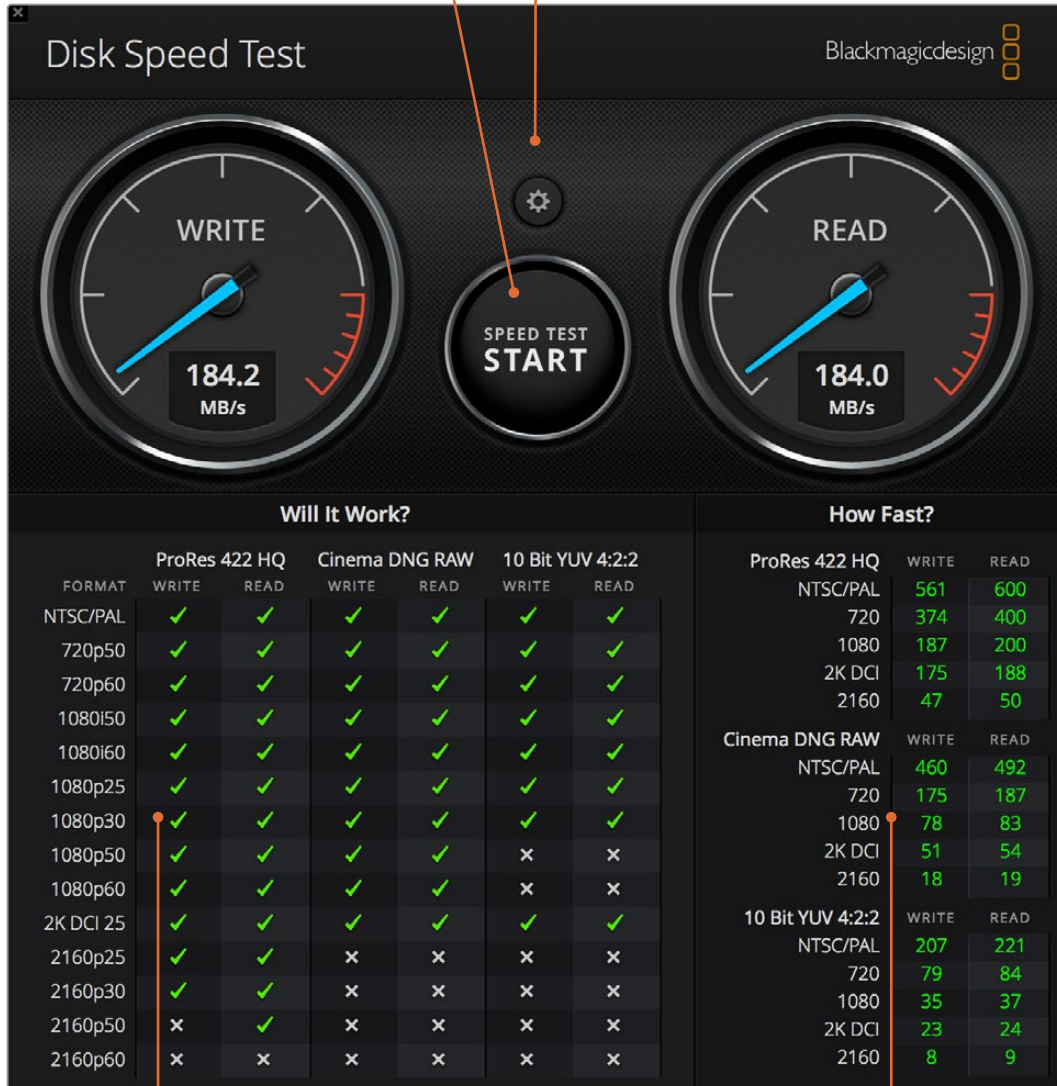 Disk Speed Test
Blackmagicdesign
WRITE
184.2
MB/s
SPEED TEST
START
READ
184.0
MB/s
Will It Work?
ProRes 422 HQ Cinema DNG RAW 10 Bit YUV 4:2:2
FORMAT WRITE READ WRITE READ WRITE READ
NTSC/PAL ✓ ✓ ✓ ✓ ✓ ✓
720p50 ✓ ✓ ✓ ✓ ✓ ✓
720p60 ✓ ✓ ✓ ✓ ✓ ✓
1080i50 ✓ ✓ ✓ ✓ ✓ ✓
1080i60 ✓ ✓ ✓ ✓ ✓ ✓
1080p25 ✓ ✓ ✓ ✓ ✓ ✓
1080p30 ✓ ✓ ✓ ✓ ✓ ✓
1080p50 ✓ ✓ ✓ ✓ × ×
1080p60 ✓ ✓ ✓ ✓ × ×
2K DCI 25 ✓ ✓ ✓ ✓ ✓ ✓
2160p25 ✓ ✓ × × × ×
2160p30 ✓ ✓ × × × ×
2160p50 × ✓ × × × ×
2160p60 × × × × × ×
How Fast?
ProRes 422 HQ WRITE READ
NTSC/PAL 561 600
720 374 400
1080 187 200
2K DCI 175 188
2160 47 50
Cinema DNG RAW WRITE READ
NTSC/PAL 460 492
720 175 187
1080 78 83
2K DCI 51 54
2160 18 19
10 Bit YUV 4:2:2 WRITE READ
NTSC/PAL 207 221
720 79 84
1080 35 37
2K DCI 23 24
2160 8 9